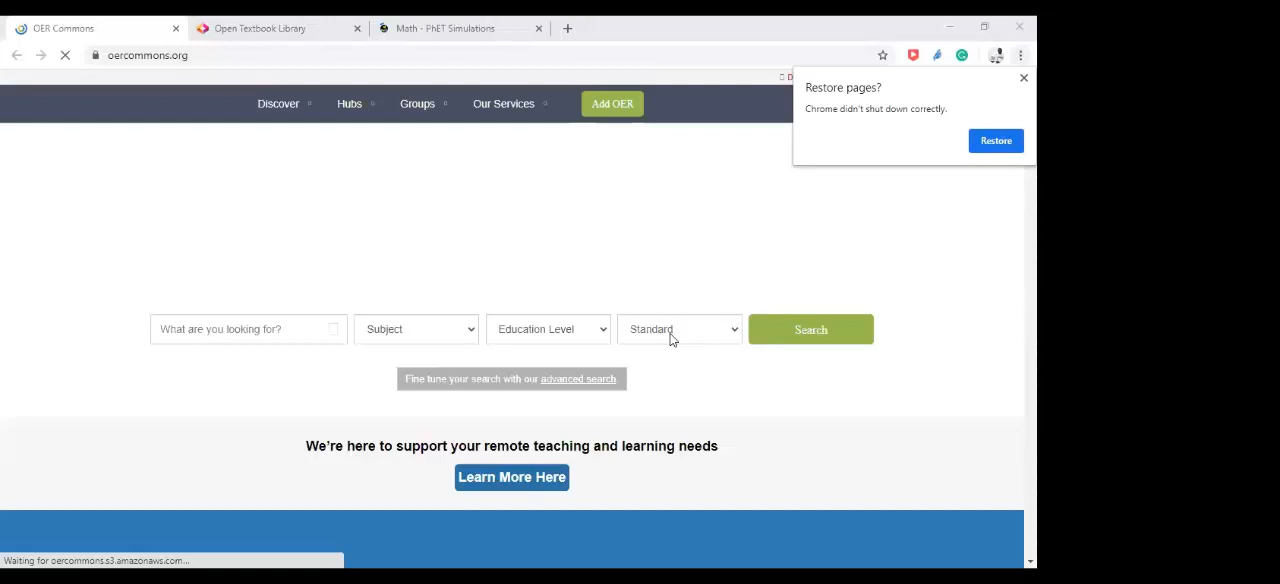 OER Commons
Open Textbook Library
Math - PhET Simulations
oercommons.org
D
Restore pages?
Chrome didn't shut down correctly.
Restore
Discover
Hubs
Groups
Our Services
Add OER
What are you looking for?
Subject
Education Level
Standard
Search
Fine tune your search with our advanced search.
We're here to support your remote teaching and learning needs
Learn More Here
Waiting for oercommons.s3.amazonaws.com...